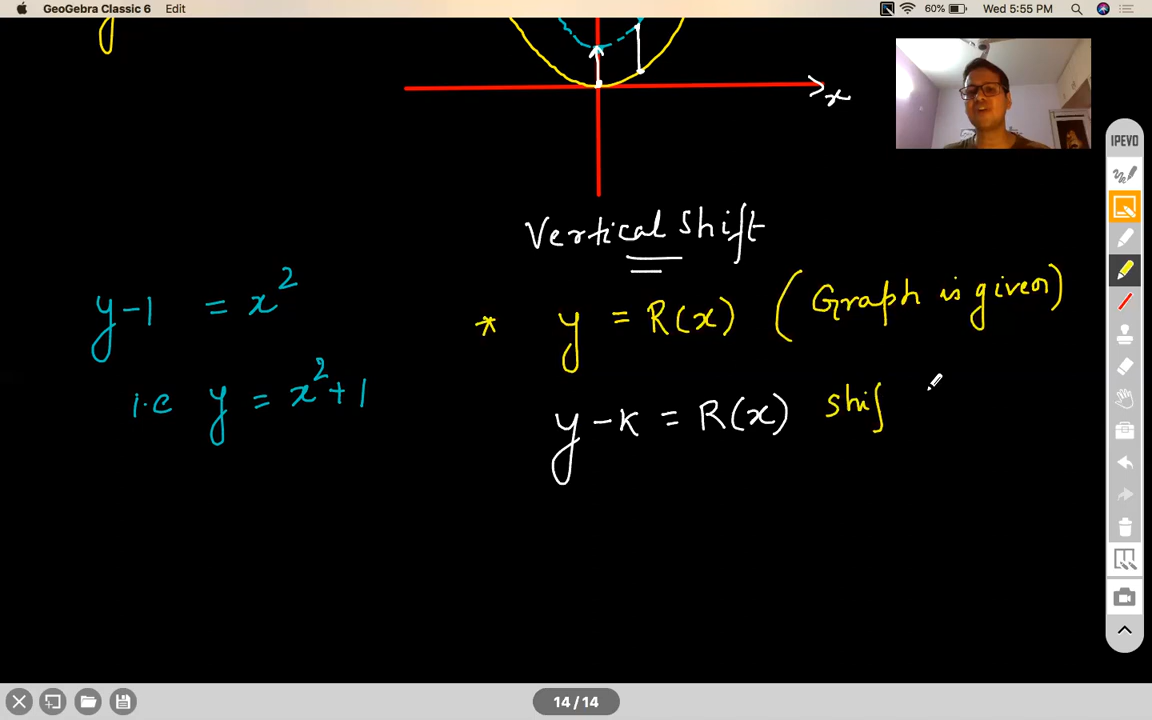 GeoGebra Classic 6 Edit 60% Wed 5:55 PM
y
x
IPEVO
Vertical Shift
y-1 = x²
* y = R(x) (Graph is given)
i.e y = x²+1
y-k = R(x) shif
14/14